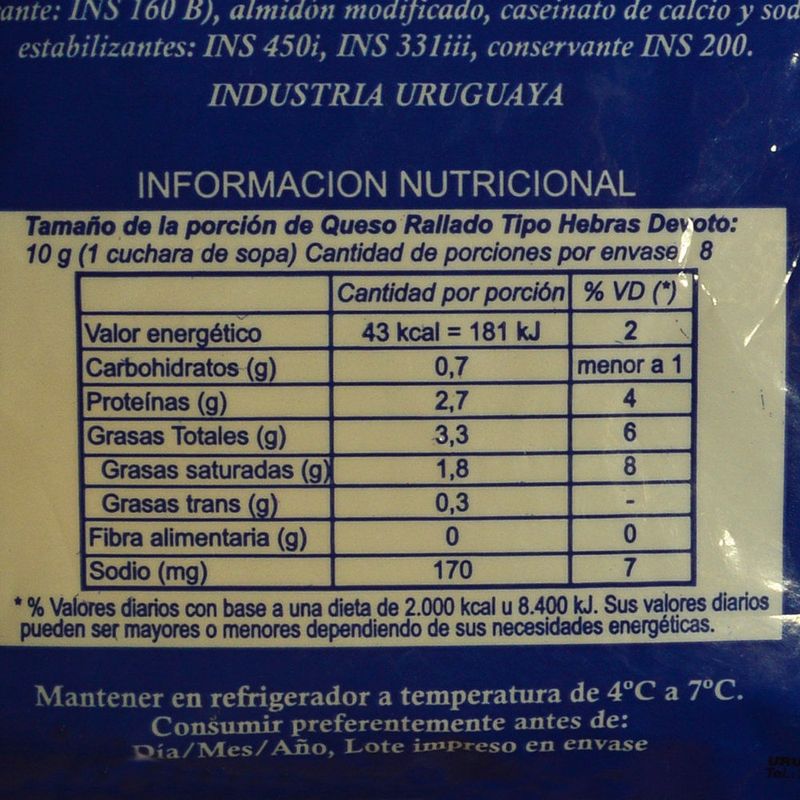 ante: INS 160 B), almidón modificado, caseinato de calcio y sod
estabilizantes: INS 450i, INS 331iii, conservante INS 200.
INDUSTRIA URUGUAYA
INFORMACION NUTRICIONAL
Tamaño de la porción de Queso Rallado Tipo Hebras Devoto:
10 g (1 cuchara de sopa) Cantidad de porciones por envase 8
Cantidad por porción % VD (*)
Valor energético 43 kcal = 181 kJ 2
Carbohidratos (g) 0,7 menor a 1
Proteínas (g) 2,7 4
Grasas Totales (g) 3,3 6
Grasas saturadas (g) 1,8 8
Grasas trans (g) 0,3 -
Fibra alimentaria (g) 0 0
Sodio (mg) 170 7
* % Valores diarios con base a una dieta de 2.000 kcal u 8.400 kJ. Sus valores diarios
pueden ser mayores o menores dependiendo de sus necesidades energéticas.
Mantener en refrigerador a temperatura de 4ºC a 7ºC.
Consumir preferentemente antes de:
Día/Mes/Año, Lote impreso en envase
URU
Tel.: